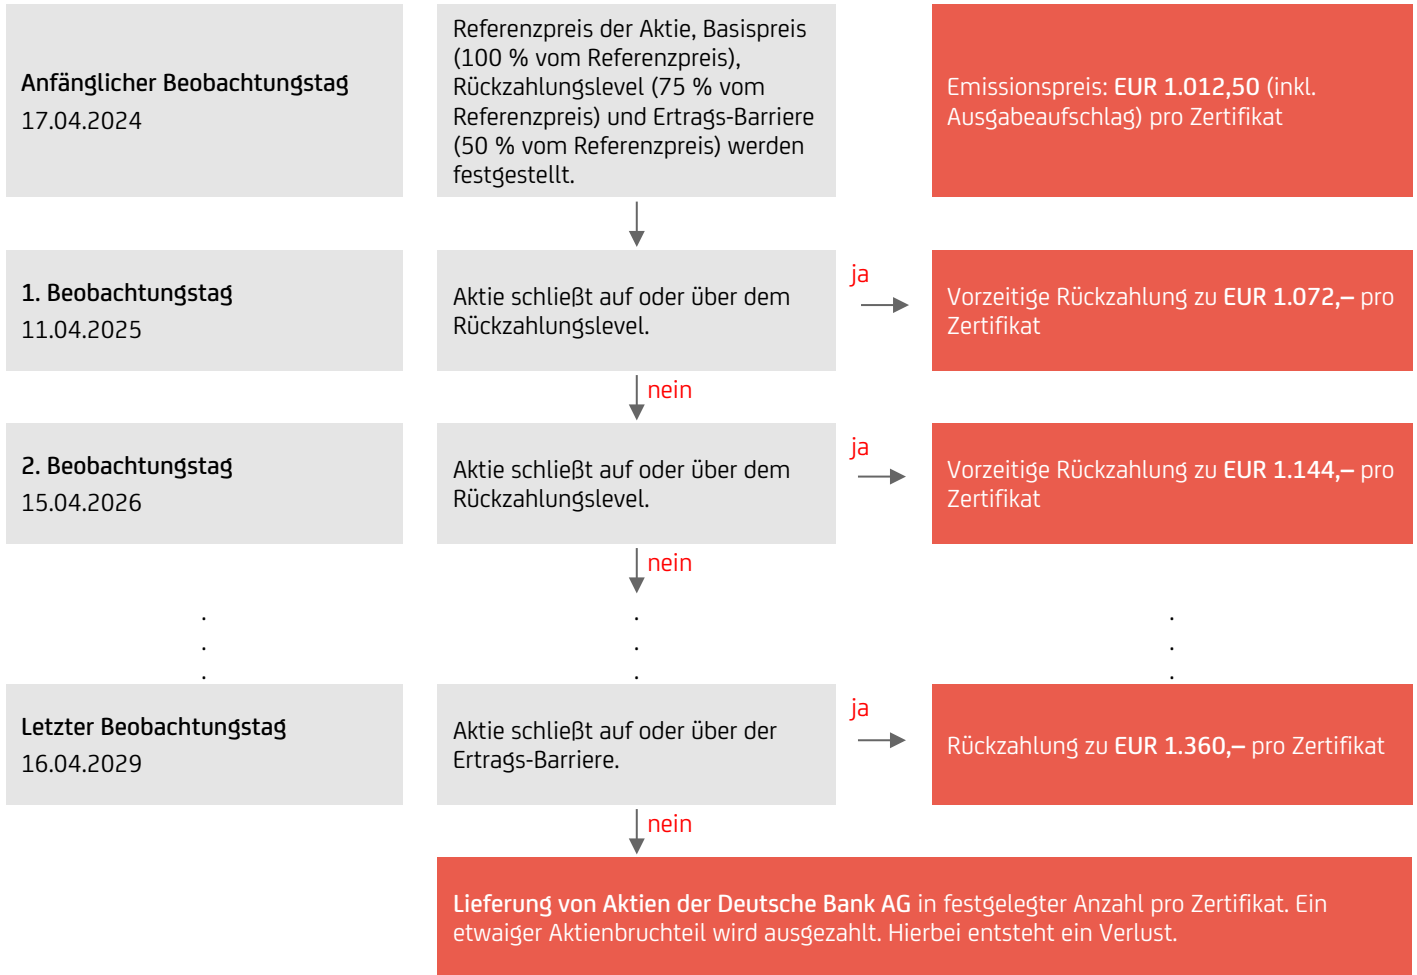 Anfänglicher Beobachtungstag
17.04.2024
Referenzpreis der Aktie, Basispreis
(100 % vom Referenzpreis),
Rückzahlungslevel (75 % vom
Referenzpreis) und Ertrags-Barriere
(50 % vom Referenzpreis) werden
festgestellt.
Emissionspreis: EUR 1.012,50 (inkl.
Ausgabeaufschlag) pro Zertifikat
1. Beobachtungstag
11.04.2025
Aktie schließt auf oder über dem
Rückzahlungslevel.
ja
Vorzeitige Rückzahlung zu EUR 1.072,– pro
Zertifikat
nein
2. Beobachtungstag
15.04.2026
Aktie schließt auf oder über dem
Rückzahlungslevel.
ja
Vorzeitige Rückzahlung zu EUR 1.144,– pro
Zertifikat
nein
. . .
. . .
. . .
Letzter Beobachtungstag
16.04.2029
Aktie schließt auf oder über der
Ertrags-Barriere.
ja
Rückzahlung zu EUR 1.360,– pro Zertifikat
nein
Lieferung von Aktien der Deutsche Bank AG in festgelegter Anzahl pro Zertifikat. Ein
etwaiger Aktienbruchteil wird ausgezahlt. Hierbei entsteht ein Verlust.